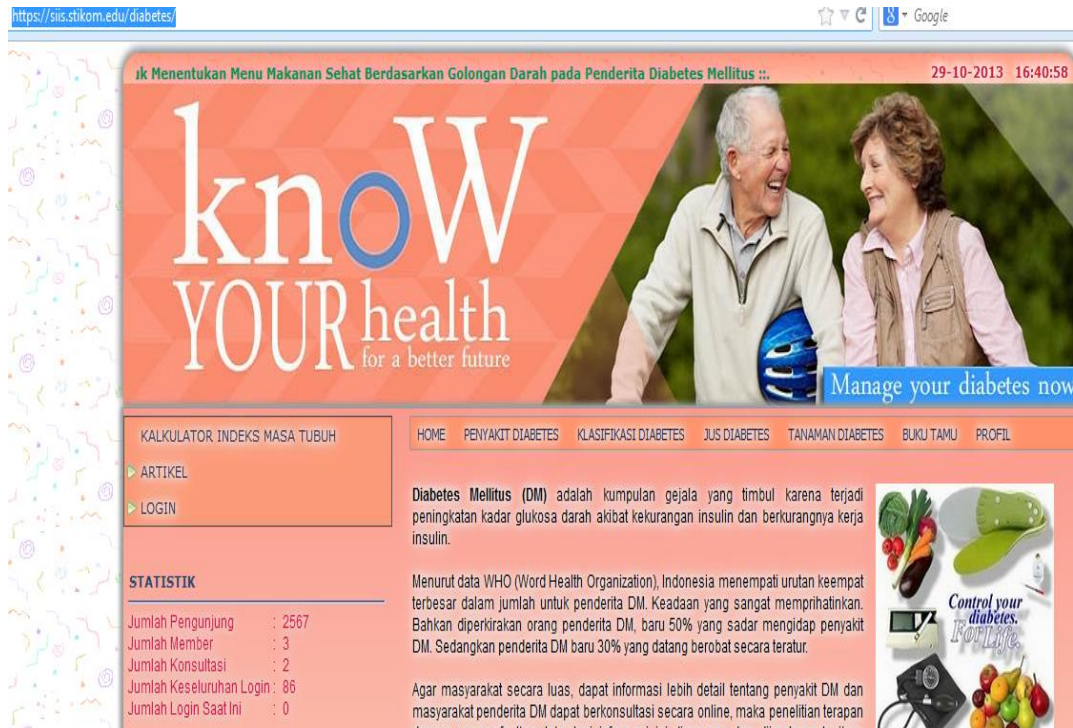 https://siis.stikom.edu/diabetes/
Google
uk Menentukan Menu Makanan Sehat Berdasarkan Golongan Darah pada Penderita Diabetes Mellitus ::.
29-10-2013 16:40:58
knoW
YOUR health
for a better future
Manage your diabetes now
KALKULATOR INDEKS MASA TUBUH
ARTIKEL
LOGIN
HOME PENYAKIT DIABETES KLASIFIKASI DIABETES JUS DIABETES TANAMAN DIABETES BUKU TAMU PROFIL
STATISTIK
Jumlah Pengunjung : 2567
Jumlah Member : 3
Jumlah Konsultasi : 2
Jumlah Keseluruhan Login : 86
Jumlah Login Saat Ini : 0
Diabetes Mellitus (DM) adalah kumpulan gejala yang timbul karena terjadi
peningkatan kadar glukosa darah akibat kekurangan insulin dan berkurangnya kerja
insulin.
Menurut data WHO (Word Health Organization), Indonesia menempati urutan keempat
terbesar dalam jumlah untuk penderita DM. Keadaan yang sangat memprihatinkan.
Bahkan diperkirakan orang penderita DM, baru 50% yang sadar mengidap penyakit
DM. Sedangkan penderita DM baru 30% yang datang berobat secara teratur.
Agar masyarakat secara luas, dapat informasi lebih detail tentang penyakit DM dan
masyarakat penderita DM dapat berkonsultasi secara online, maka penelitian terapan
Control your
diabetes.
For Life.